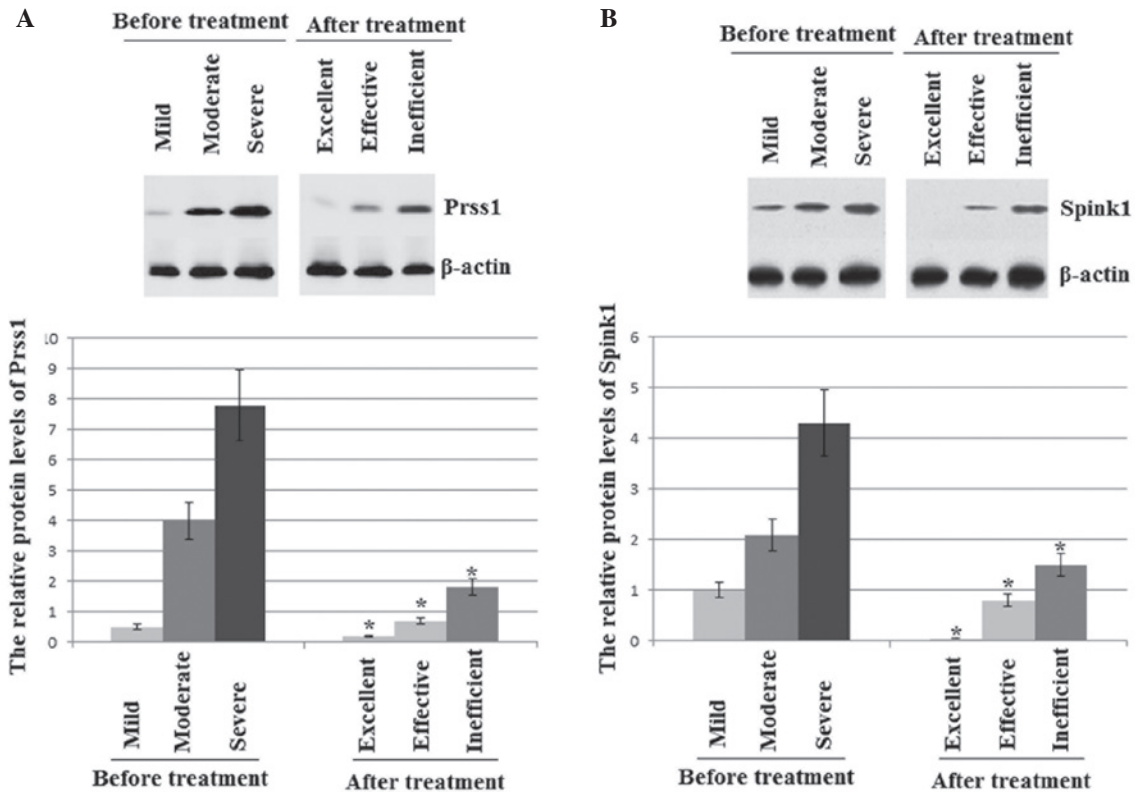 A
Before treatment
After treatment
Mild
Moderate
Severe
Excellent
Effective
Inefficient
Prss1
β-actin
The relative protein levels of Prss1
10
9
8
7
6
5
4
3
2
1
0
*
*
*
Mild
Moderate
Severe
Excellent
Effective
Inefficient
Before treatment
After treatment
B
Before treatment
After treatment
Mild
Moderate
Severe
Excellent
Effective
Inefficient
Spink1
β-actin
The relative protein levels of Spink1
6
5
4
3
2
1
0
*
*
*
Mild
Moderate
Severe
Excellent
Effective
Inefficient
Before treatment
After treatment